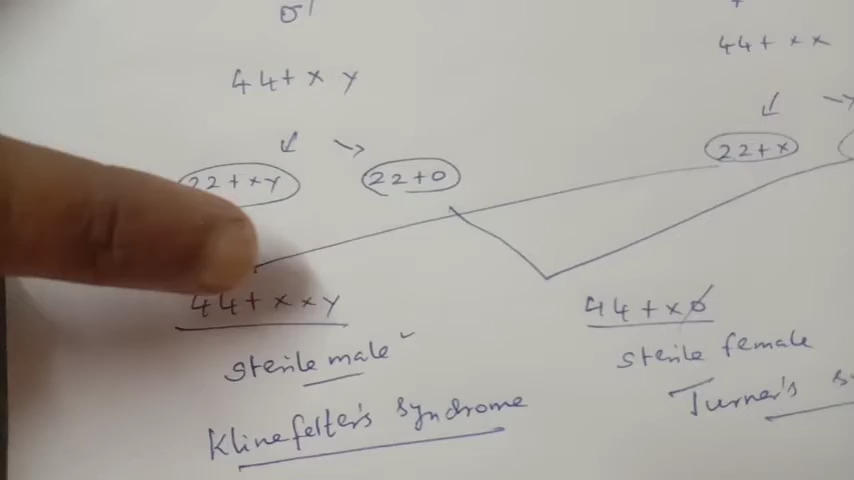 ♂
44+xy
44+xx
22+xy
22+0
22+x
44+xxy
44+x0
sterile male
sterile female
Klinefelter's syndrome
Turner's